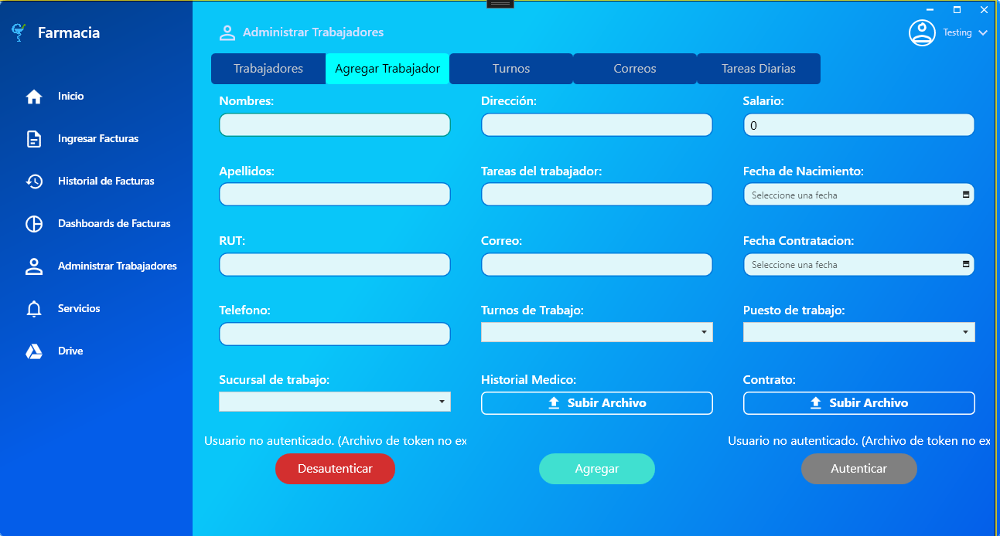 Farmacia
Inicio
Ingresar Facturas
Historial de Facturas
Dashboards de Facturas
Administrar Trabajadores
Servicios
Drive
Administrar Trabajadores
Testing
Trabajadores Agregar Trabajador Turnos Correos Tareas Diarias
Nombres: Dirección: Salario:
0
Apellidos: Tareas del trabajador: Fecha de Nacimiento:
Seleccione una fecha
RUT: Correo: Fecha Contratacion:
Seleccione una fecha
Telefono: Turnos de Trabajo: Puesto de trabajo:
Sucursal de trabajo: Historial Medico: Contrato:
Subir Archivo Subir Archivo
Usuario no autenticado. (Archivo de token no ex Usuario no autenticado. (Archivo de token no ex
Desautenticar Agregar Autenticar